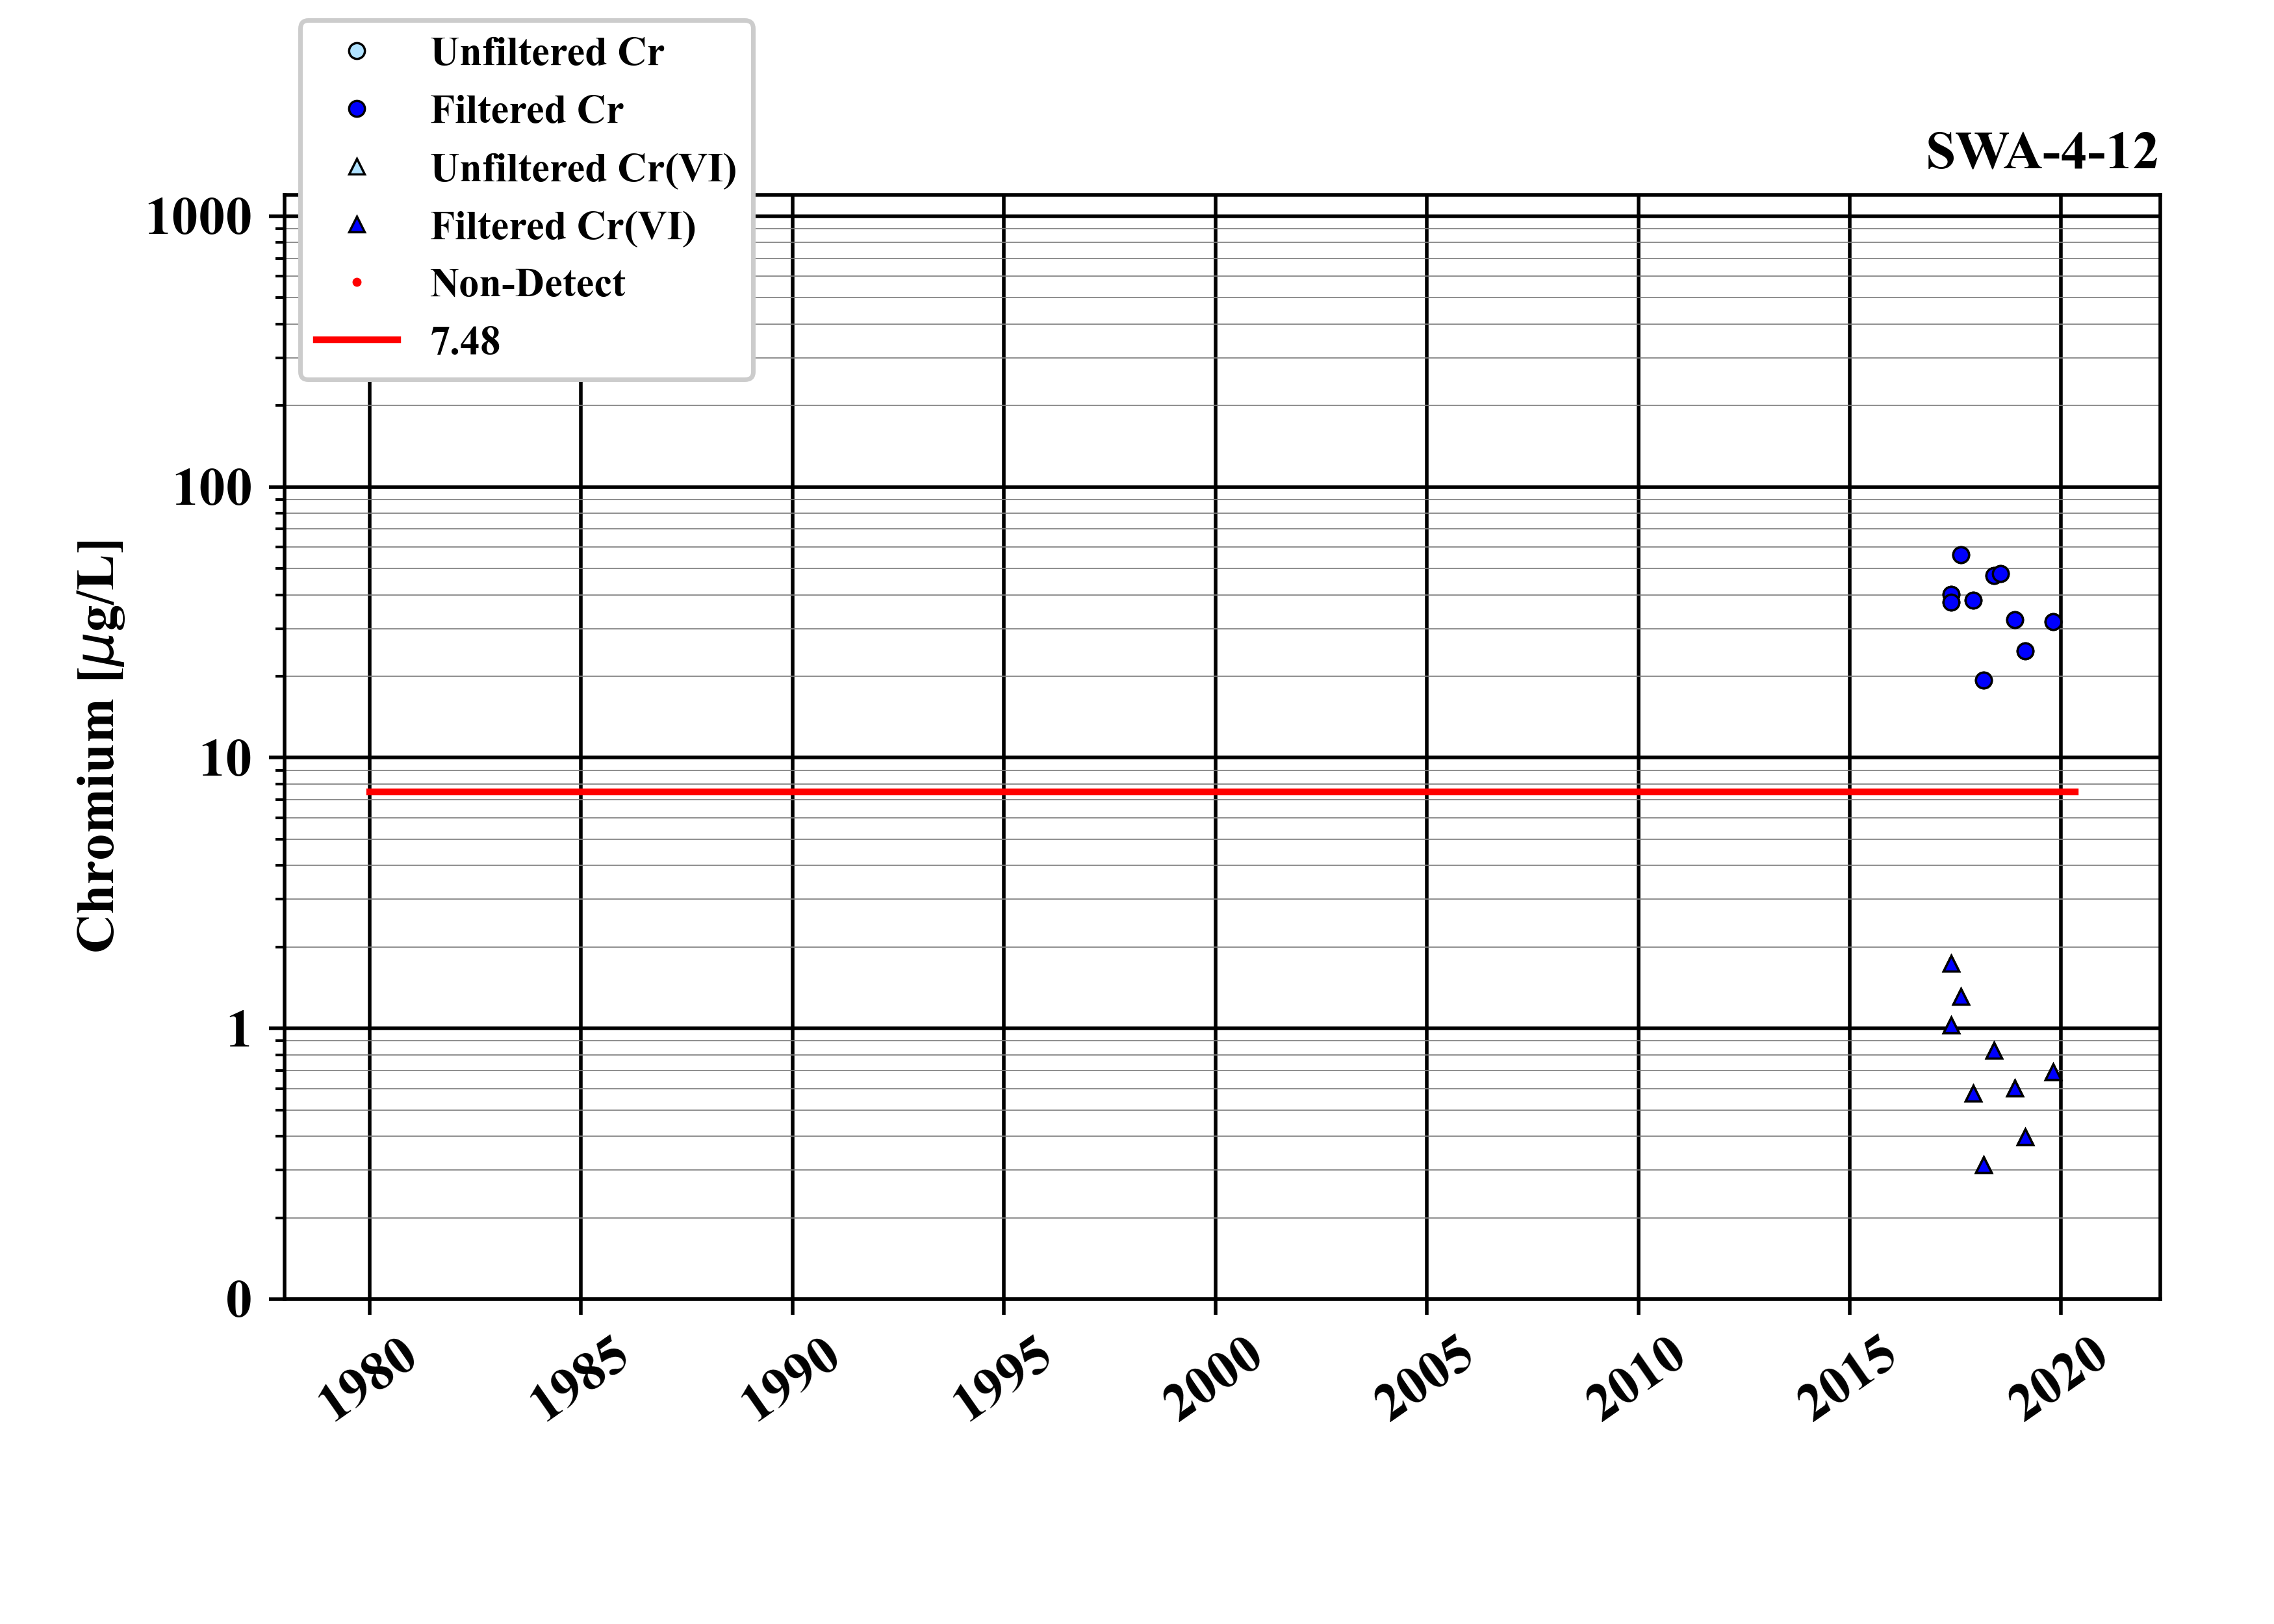 Unfiltered Cr
Filtered Cr
Unfiltered Cr(VI)
Filtered Cr(VI)
Non-Detect
7.48
SWA-4-12
1000
100
10
1
0
Chromium [μg/L]
1980
1985
1990
1995
2000
2005
2010
2015
2020